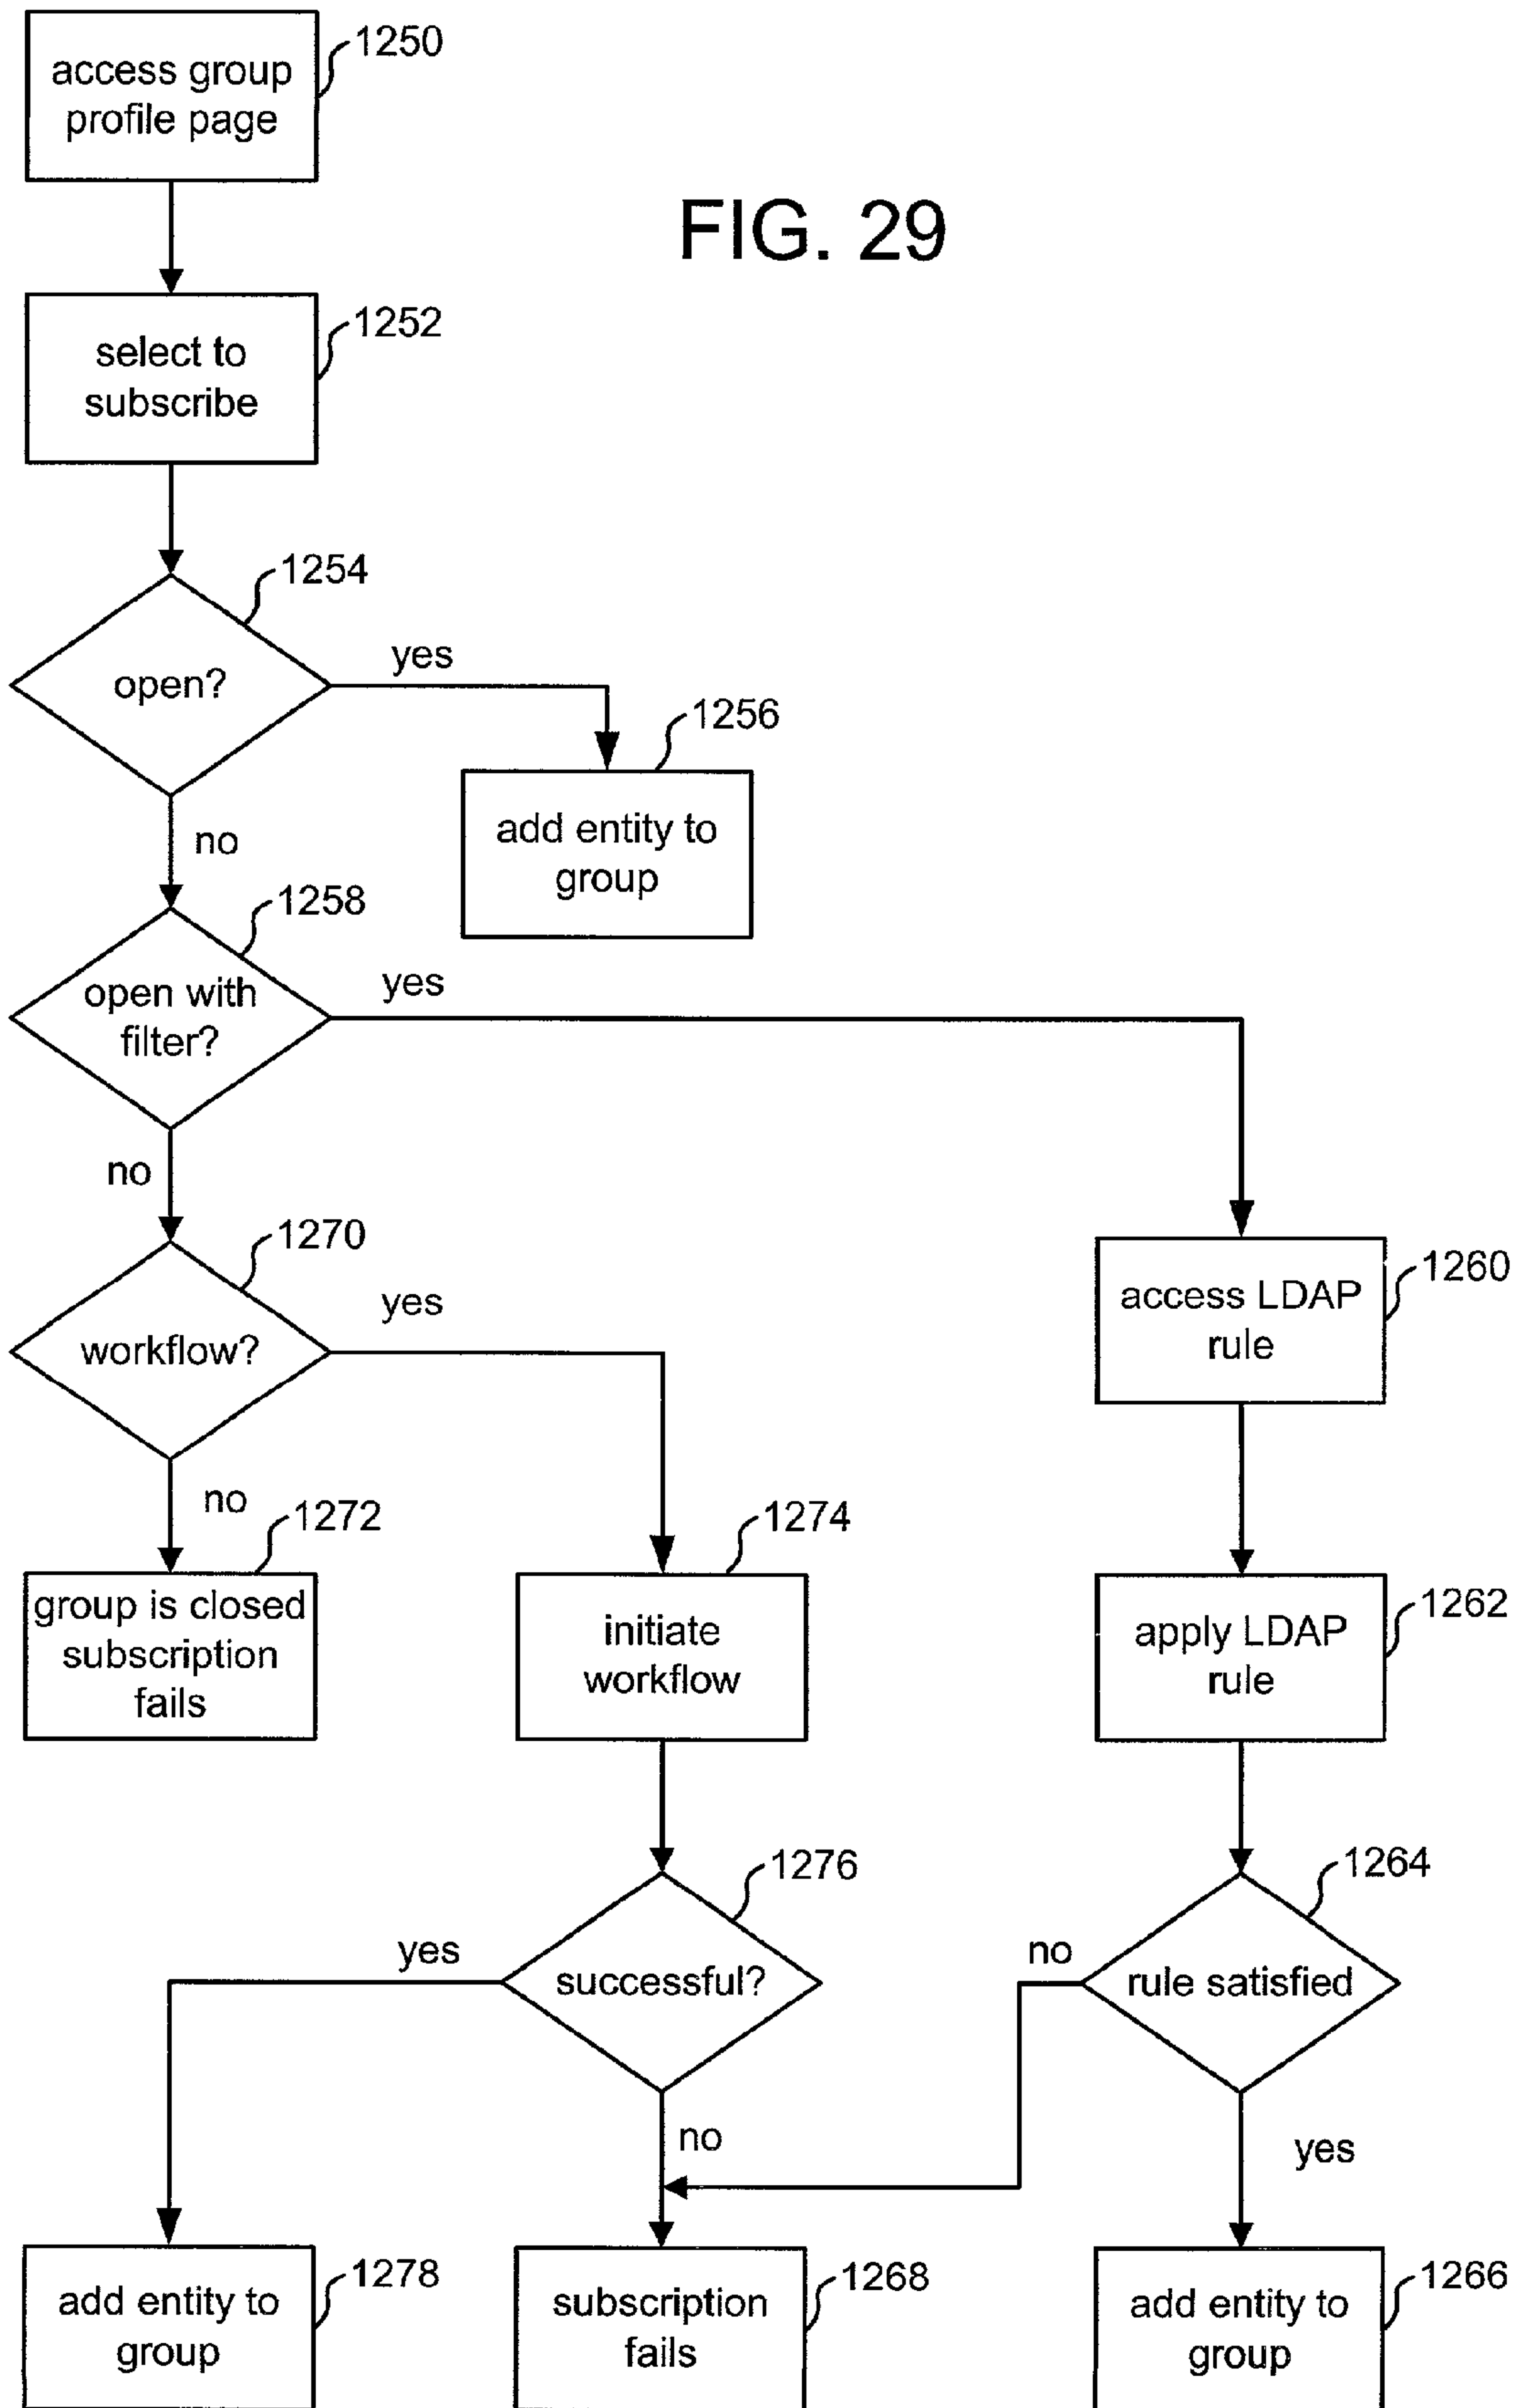 1250
access group
profile page
FIG. 29
1252
select to
subscribe
1254
open?
yes
1256
add entity to
group
no
1258
open with
filter?
yes
no
1270
workflow?
yes
1260
access LDAP
rule
no
1272
group is closed
subscription
fails
1274
initiate
workflow
1262
apply LDAP
rule
1276
successful?
yes
no
1264
rule satisfied
no
yes
1278
add entity to
group
1268
subscription
fails
1266
add entity to
group